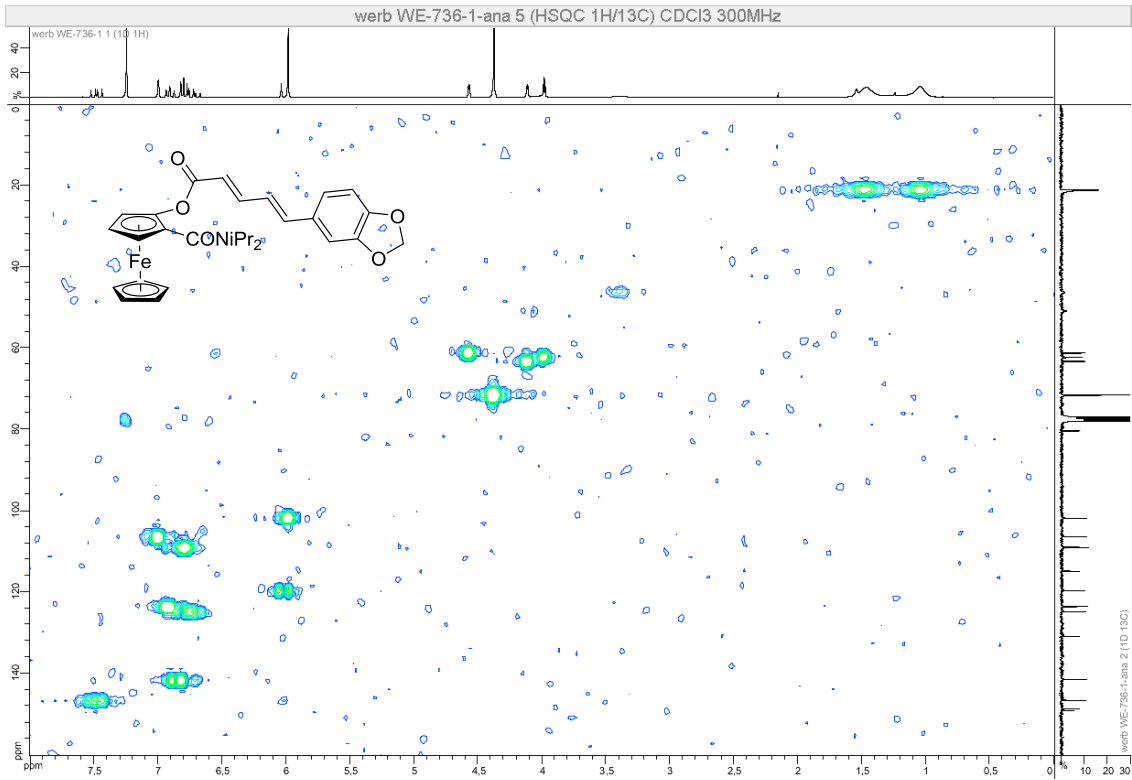 werb WE-736-1-ana 5 (HSQC 1H/13C) CDCl3 300MHz
werb WE-736-1 1 (1D 1H)
40
20
%
0
20
40
60
80
100
120
140
ppm
O
O
CONiPr2
Fe
O
O
ppm
7,5
7
6,5
6
5,5
5
4,5
4
3,5
3
2,5
2
1,5
1
0,5
0
%
10
20
30
werb WE-736-1-ana 2 (1D 13C)